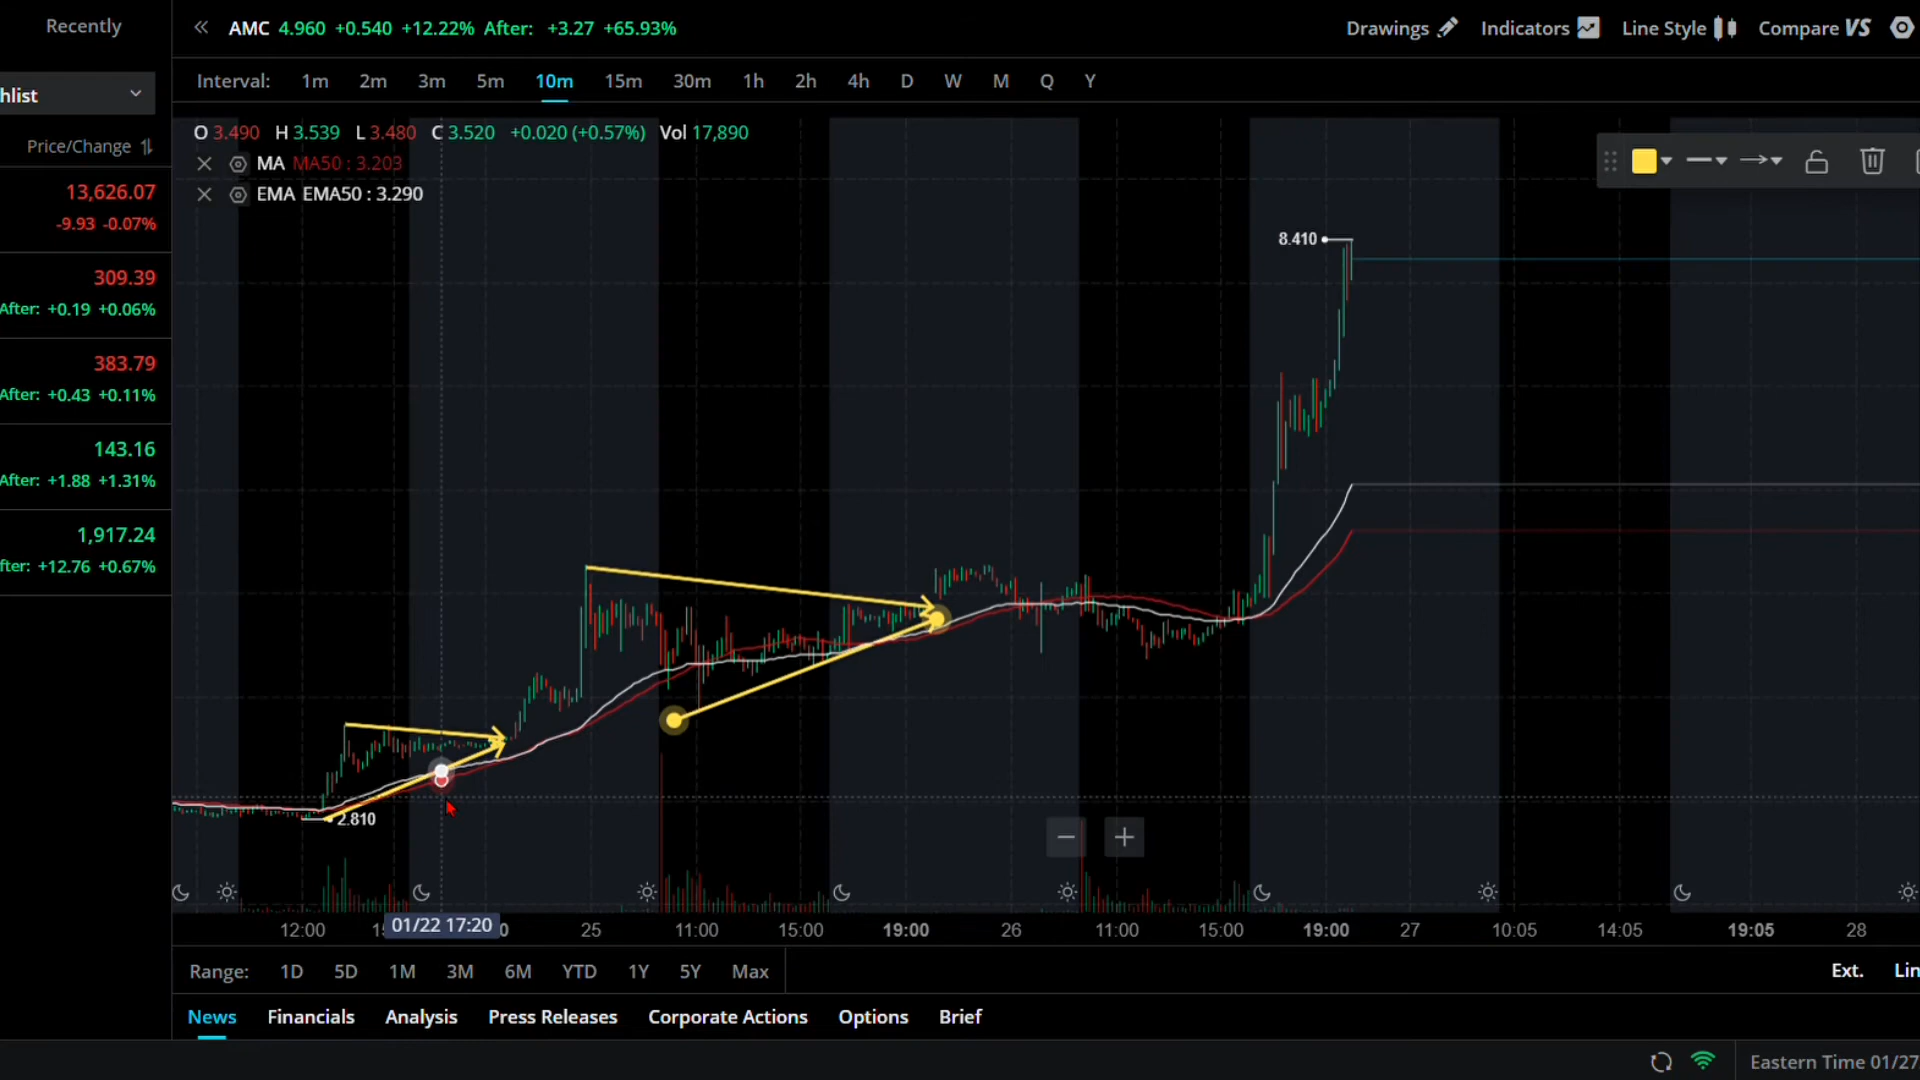 Recently
AMC 4.960 +0.540 +12.22% After: +3.27 +65.93%
Drawings Indicators Line Style Compare VS
hlist
Interval: 1m 2m 3m 5m 10m 15m 30m 1h 2h 4h D W M Q Y
Price/Change
O 3.490 H 3.539 L 3.480 C 3.520 +0.020 (+0.57%) Vol 17,890
MA MA50 : 3.203
EMA EMA50 : 3.290
13,626.07
-9.93 -0.07%
309.39
After: +0.19 +0.06%
383.79
After: +0.43 +0.11%
143.16
After: +1.88 +1.31%
1,917.24
fter: +12.76 +0.67%
8.410
2.810
01/22 17:20
12:00 25 11:00 15:00 19:00 26 11:00 15:00 19:00 27 10:05 14:05 19:05 28
Range: 1D 5D 1M 3M 6M YTD 1Y 5Y Max
Ext. Lin
News Financials Analysis Press Releases Corporate Actions Options Brief
Eastern Time 01/27